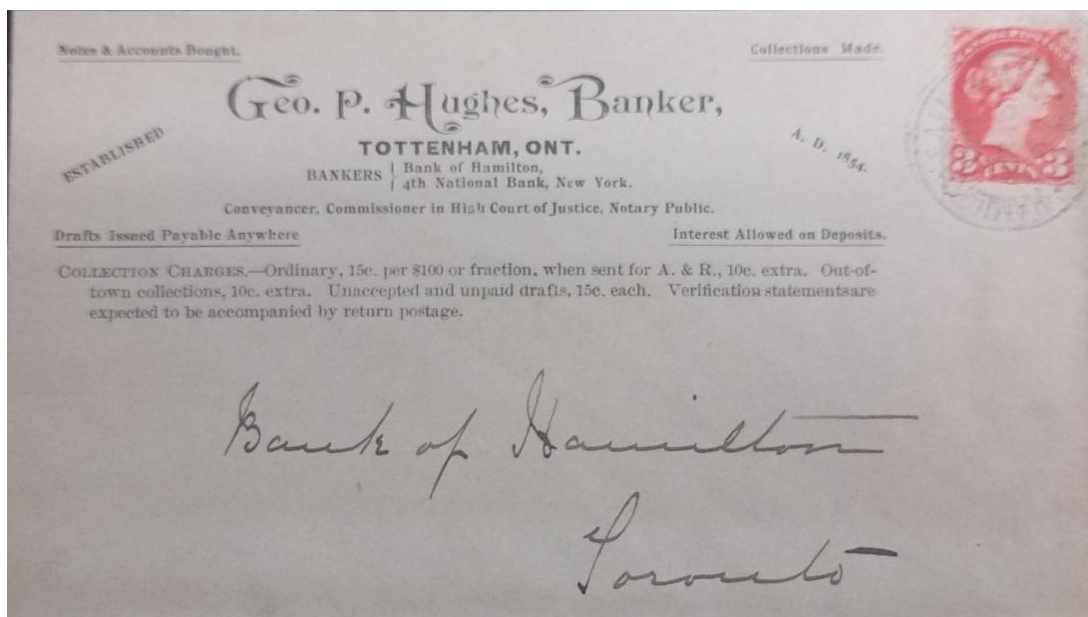 Notes & Accounts Bought.
Collections Made.
Geo. P. Hughes, Banker,
TOTTENHAM, ONT.
ESTABLISHED
A. D. 1854.
BANKERS { Bank of Hamilton,
4th National Bank, New York.
Conveyancer, Commissioner in High Court of Justice, Notary Public.
Drafts Issued Payable Anywhere
Interest Allowed on Deposits.
COLLECTION CHARGES.—Ordinary, 15c. per $100 or fraction, when sent for A. & R., 10c. extra. Out-of-
town collections, 10c. extra. Unaccepted and unpaid drafts, 15c. each. Verification statementsare
expected to be accompanied by return postage.
3 CENTS 3
Bank of Hamilton
Toronto